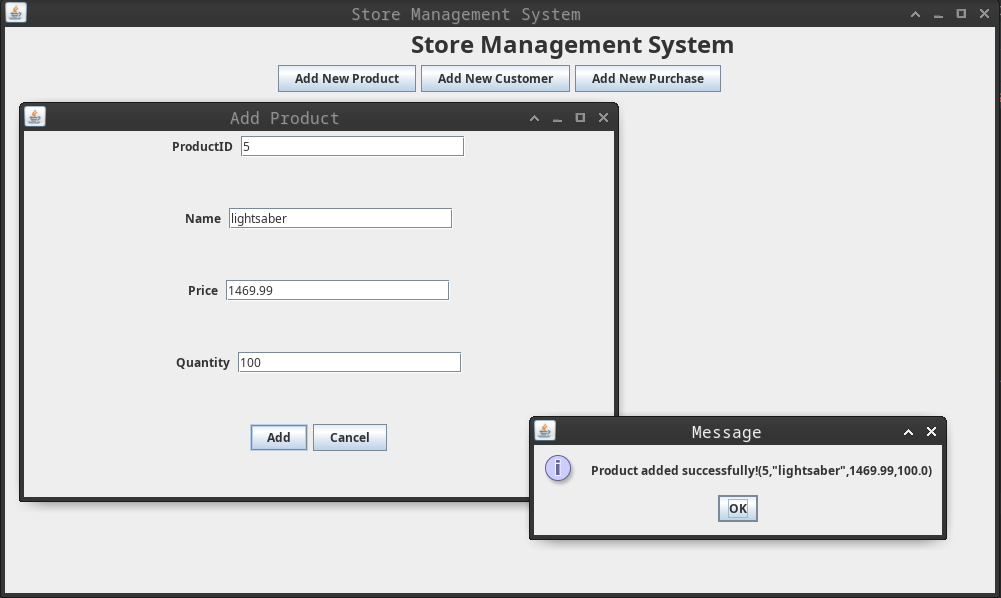 Store Management System
Store Management System
Add New Product Add New Customer Add New Purchase
Add Product
ProductID 5
Name lightsaber
Price 1469.99
Quantity 100
Add Cancel
Message
i
Product added successfully!(5,"lightsaber",1469.99,100.0)
OK